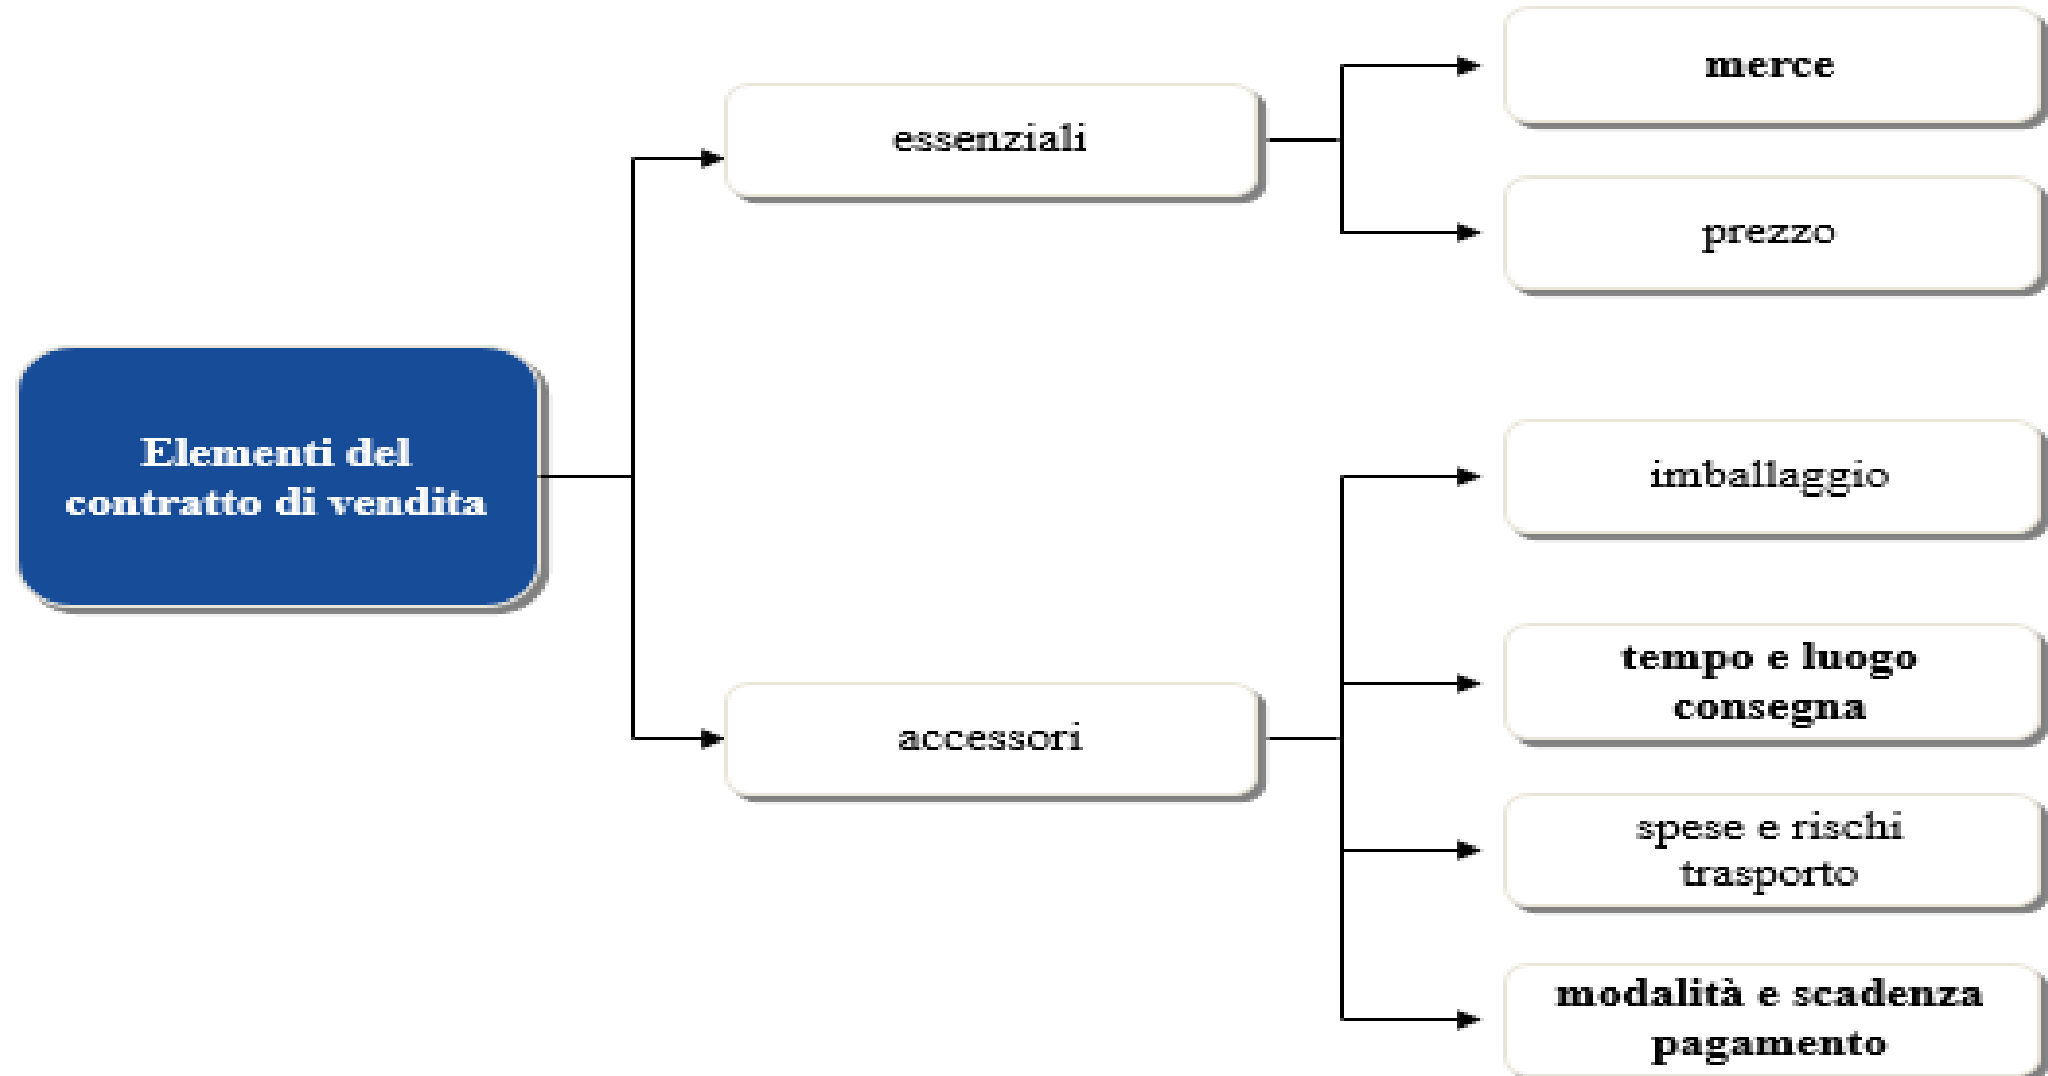 merce
essenziali
prezzo
Elementi del
contratto di vendita
imballaggio
tempo e luogo
consegna
accessori
spese e rischi
trasporto
modalità e scadenza
pagamento